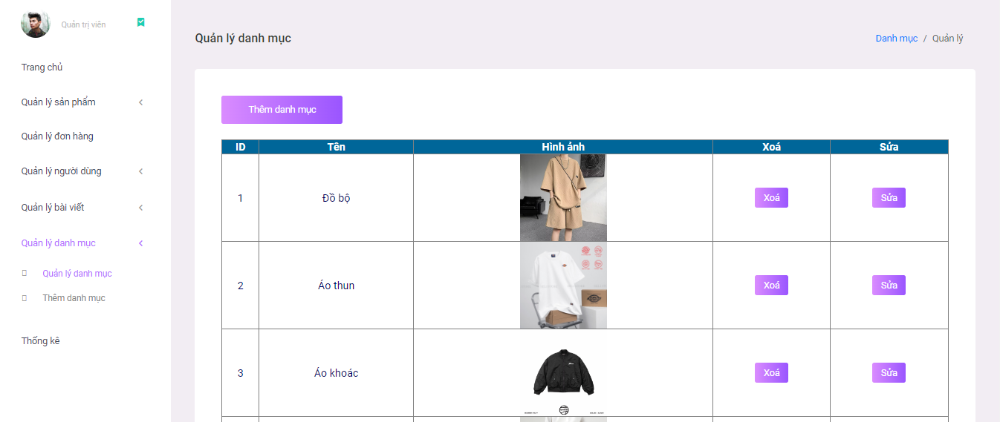 Quản trị viên
Trang chủ
Quản lý sản phẩm
Quản lý đơn hàng
Quản lý người dùng
Quản lý bài viết
Quản lý danh mục
Quản lý danh mục
Thêm danh mục
Thống kê
Quản lý danh mục
Danh mục / Quản lý
Thêm danh mục
ID Tên Hình ảnh Xoá Sửa
1 Đồ bộ Xoá Sửa
2 Áo thun Xoá Sửa
3 Áo khoác Xoá Sửa